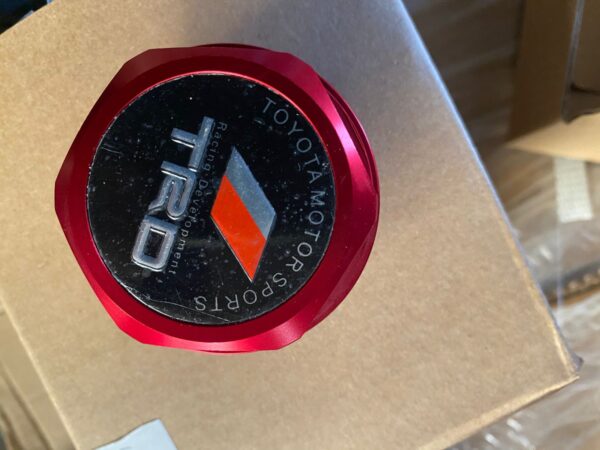 TOYOTA MOTOR SPORTS
Racing Development
TRD